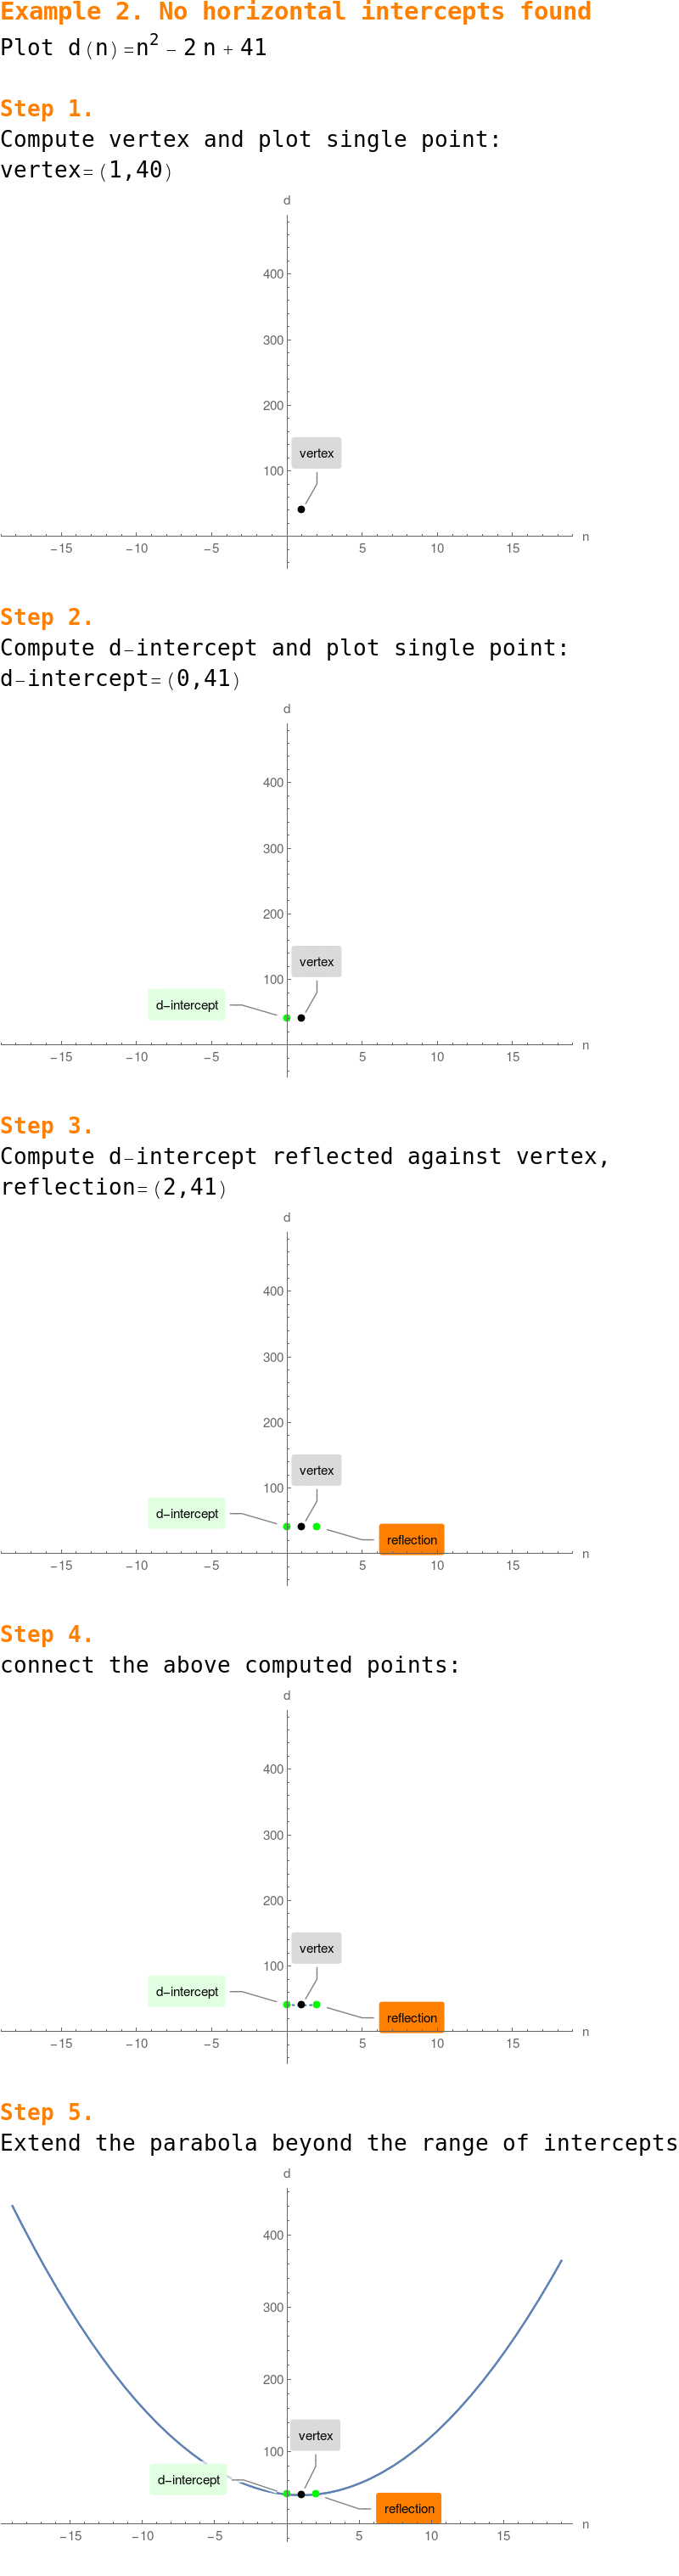 Example 2. No horizontal intercepts found
Plot d(n)=n² − 2 n + 41
Step 1.
Compute vertex and plot single point:
vertex=(1,40)
d
400
300
200
100
vertex
−15 −10 −5 5 10 15 n
Step 2.
Compute d−intercept and plot single point:
d−intercept=(0,41)
d
400
300
200
100
vertex
d−intercept
−15 −10 −5 5 10 15 n
Step 3.
Compute d−intercept reflected against vertex,
reflection=(2,41)
d
400
300
200
100
vertex
d−intercept
reflection
−15 −10 −5 5 10 15 n
Step 4.
connect the above computed points:
d
400
300
200
100
vertex
d−intercept
reflection
−15 −10 −5 5 10 15 n
Step 5.
Extend the parabola beyond the range of intercepts
d
400
300
200
100
vertex
d−intercept
reflection
−15 −10 −5 5 10 15 n